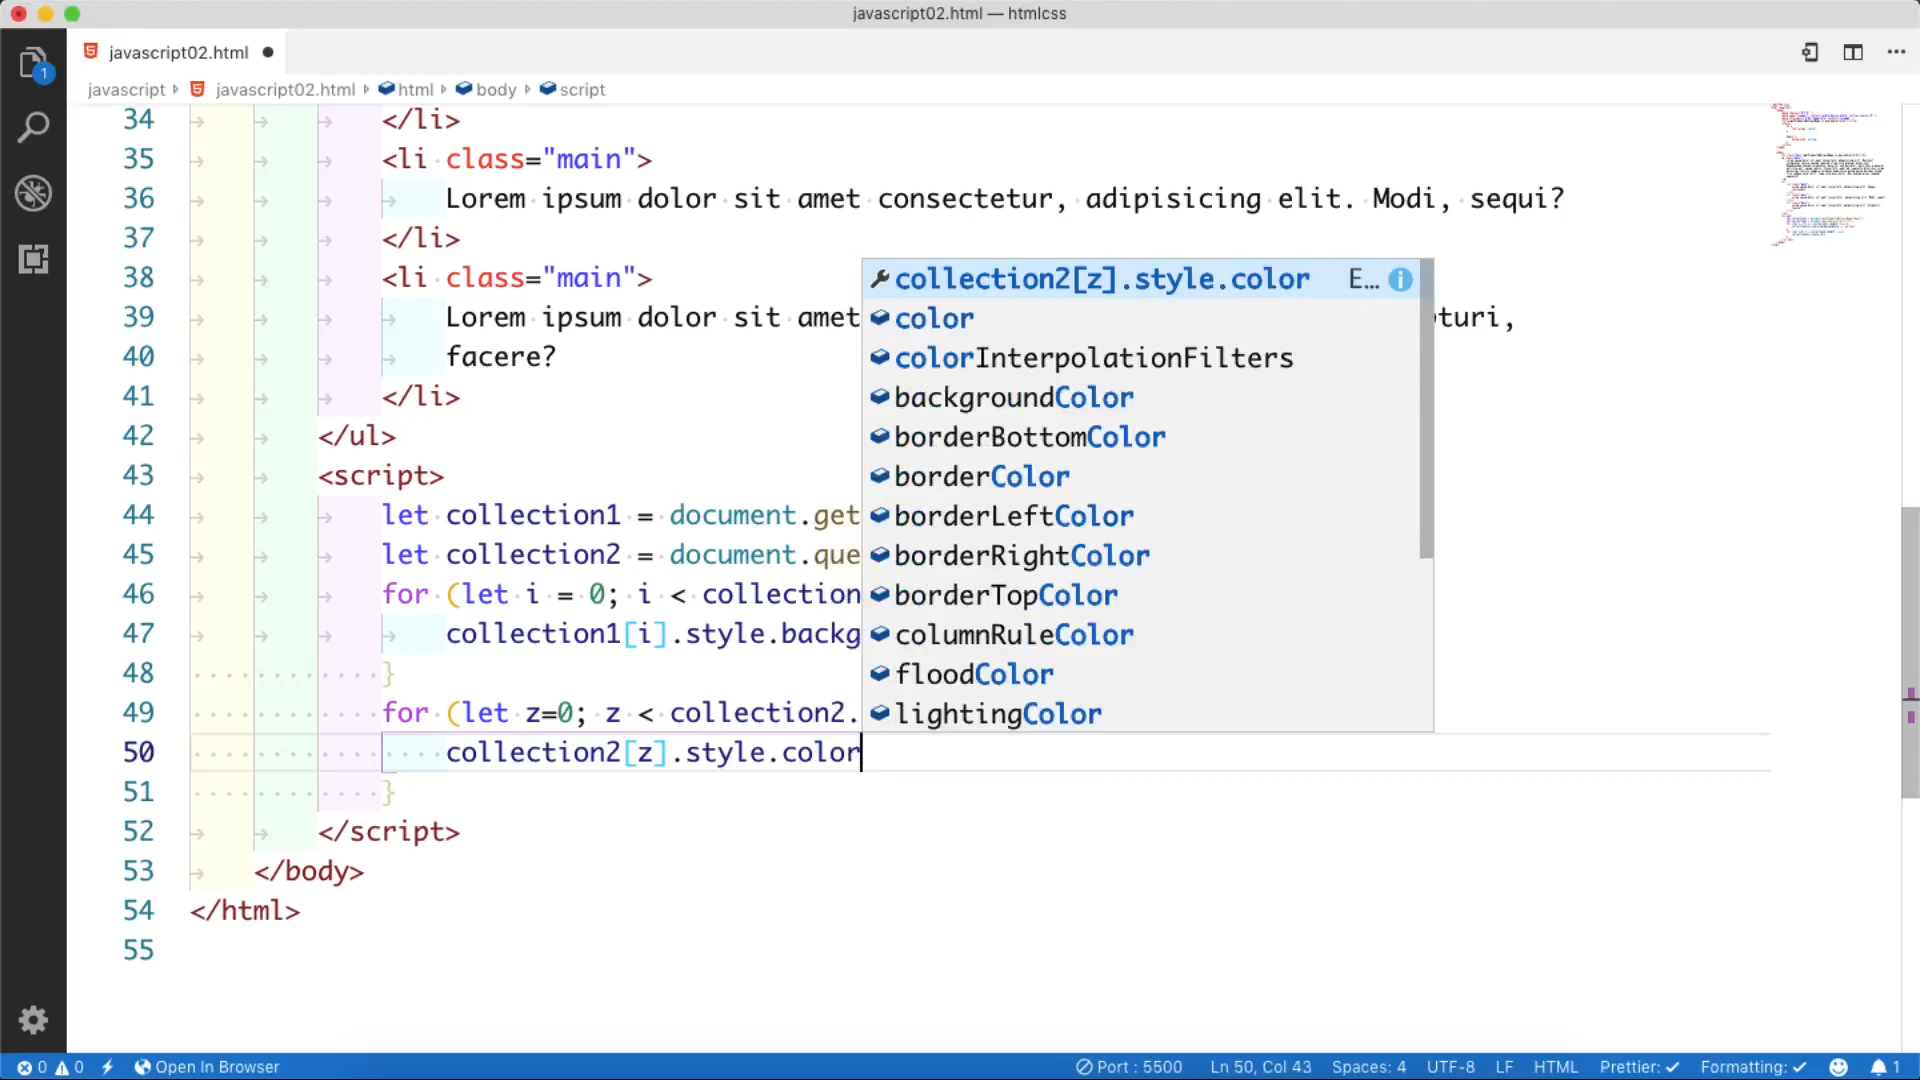 javascript02.html — htmlcss
javascript02.html
1
javascript
javascript02.html
html
body
script
34 </li>
35 <li class="main">
36 Lorem ipsum dolor sit amet consectetur, adipisicing elit. Modi, sequi?
37 </li>
38 <li class="main">
39 Lorem ipsum dolor sit amet turi,
40 facere?
41 </li>
42 </ul>
43 <script>
44 let collection1 = document.get
45 let collection2 = document.que
46 for (let i = 0; i < collection
47 collection1[i].style.backg
48 }
49 for (let z=0; z < collection2.
50 collection2[z].style.color
51 }
52 </script>
53 </body>
54 </html>
55
collection2[z].style.color E...
color
colorInterpolationFilters
backgroundColor
borderBottomColor
borderColor
borderLeftColor
borderRightColor
borderTopColor
columnRuleColor
floodColor
lightingColor
0 0 Open In Browser Port : 5500 Ln 50, Col 43 Spaces: 4 UTF-8 LF HTML Prettier: ✓ Formatting: ✓ 1